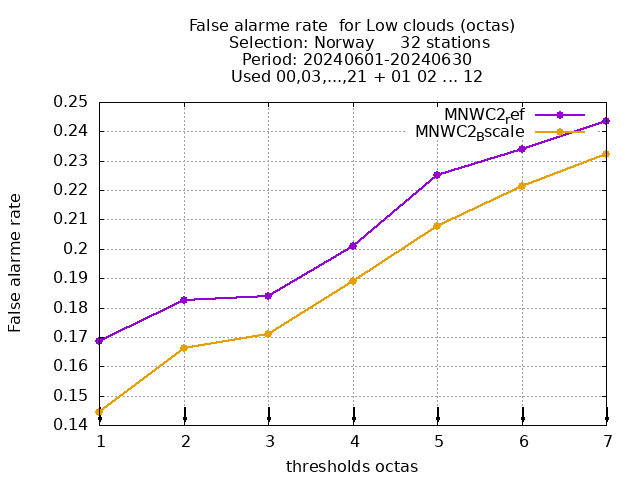 False alarme rate  for Low clouds (octas)
Selection: Norway     32 stations
Period: 20240601-20240630
Used 00,03,...,21 + 01 02 ... 12
0.25
0.24
0.23
0.22
0.21
0.2
0.19
0.18
0.17
0.16
0.15
0.14
False alarme rate
MNWC2ref
MNWC2Bscale
1 2 3 4 5 6 7
thresholds octas